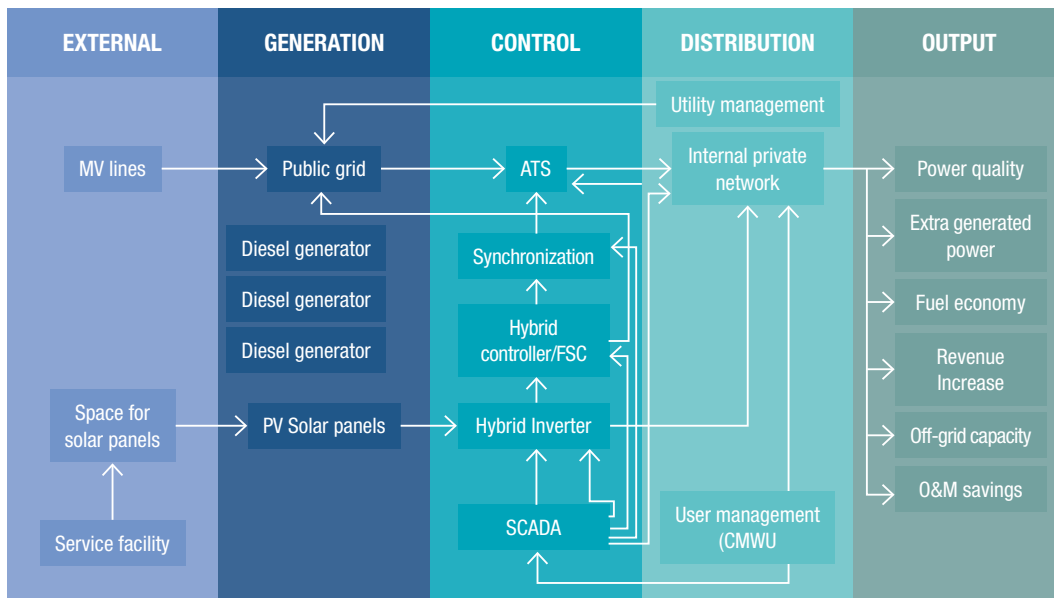 EXTERNAL
GENERATION
CONTROL
DISTRIBUTION
OUTPUT
MV lines
Space for
solar panels
Service facility
Public grid
Diesel generator
Diesel generator
Diesel generator
PV Solar panels
ATS
Synchronization
Hybrid
controller/FSC
Hybrid Inverter
SCADA
Utility management
Internal private
network
User management
(CMWU
Power quality
Extra generated
power
Fuel economy
Revenue
Increase
Off-grid capacity
O&M savings